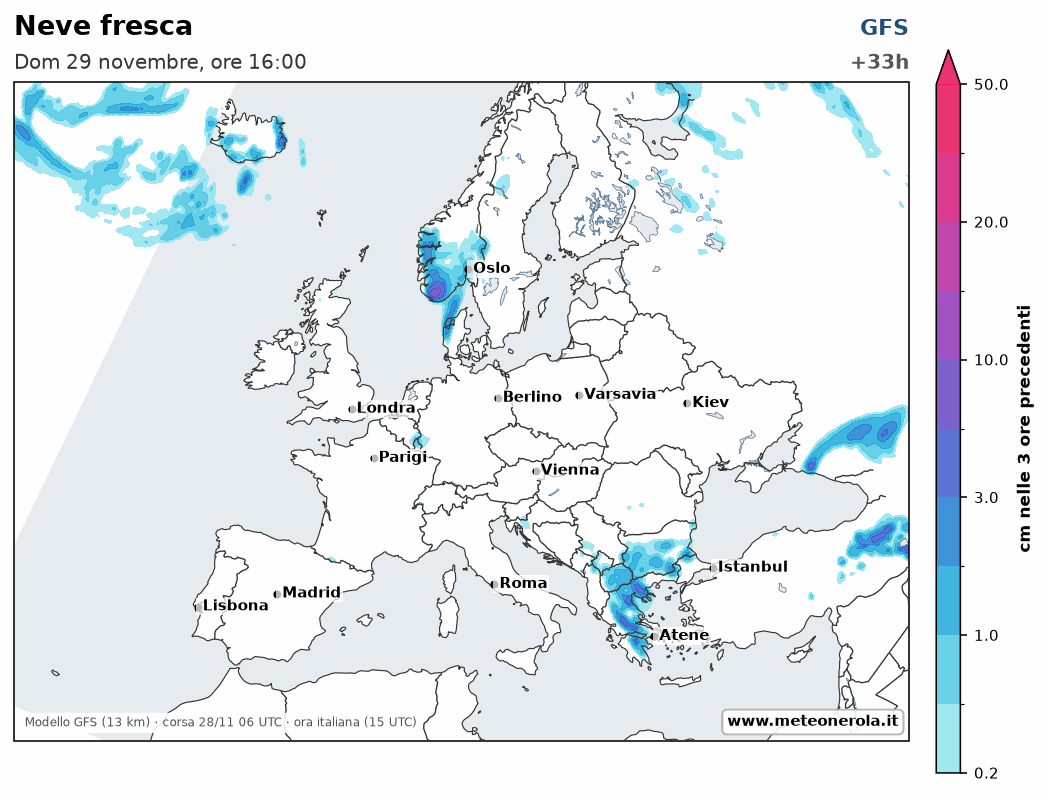 Neve fresca
GFS
Dom 29 novembre, ore 16:00
+33h
50.0
20.0
10.0
3.0
1.0
0.2
cm nelle 3 ore precedenti
Oslo
Berlino
Varsavia
Kiev
Londra
Parigi
Vienna
Istanbul
Roma
Madrid
Lisbona
Atene
Modello GFS (13 km) · corsa 28/11 06 UTC · ora italiana (15 UTC)
www.meteonerola.it